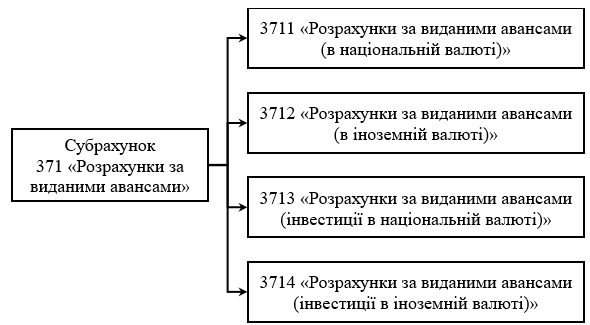 Субрахунок
371 «Розрахунки за
виданими авансами»
3711 «Розрахунки за виданими авансами
(в національній валюті)»
3712 «Розрахунки за виданими авансами
(в іноземній валюті)»
3713 «Розрахунки за виданими авансами
(інвестиції в національній валюті)»
3714 «Розрахунки за виданими авансами
(інвестиції в іноземній валюті)»